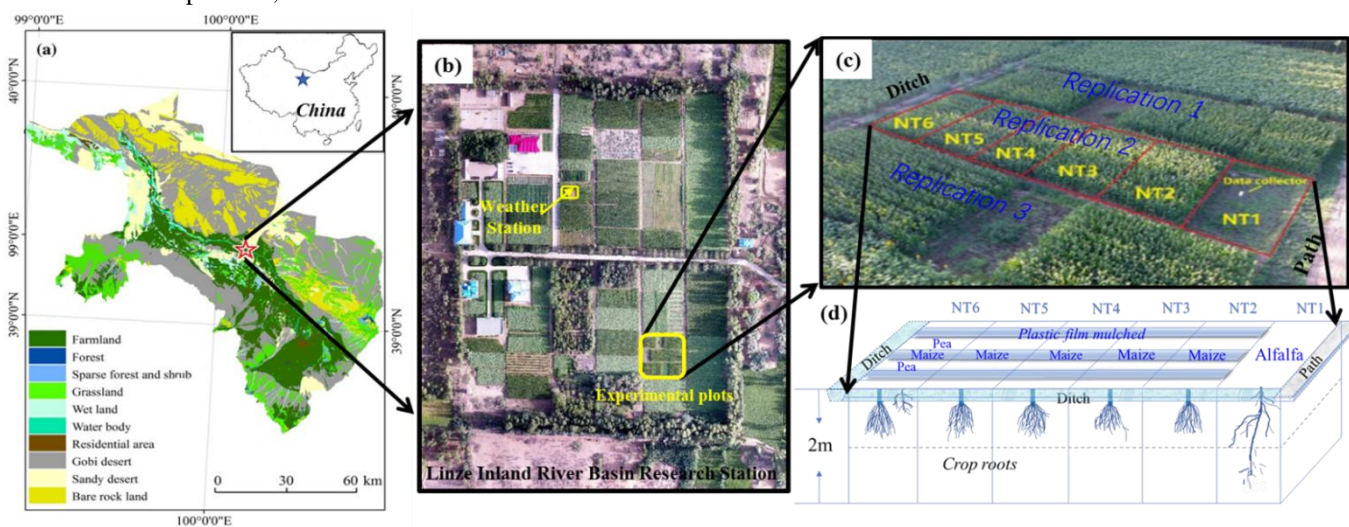 99°0'0"E
100°0'0"E
(a)
China
40°0'0"N
99°0'0"E
39°0'0"N
39°0'0"N
Farmland
Forest
Sparse forest and shrub
Grassland
Wet land
Water body
Residential area
Gobi desert
Sandy desert
Bare rock land
0 30 60 km
100°0'0"E
(b)
Weather
Station
Experimental plots
Linze Inland River Basin Research Station
(c)
Ditch
Replication 1
Replication 2
Replication 3
NT6
NT5
NT4
NT3
NT2
Data collector
NT1
Path
(d)
NT6 NT5 NT4 NT3 NT2 NT1
Plastic film mulched
Pea
Maize Maize Maize Maize Maize
Pea
Alfalfa
Ditch
Path
Ditch
2m
Crop roots